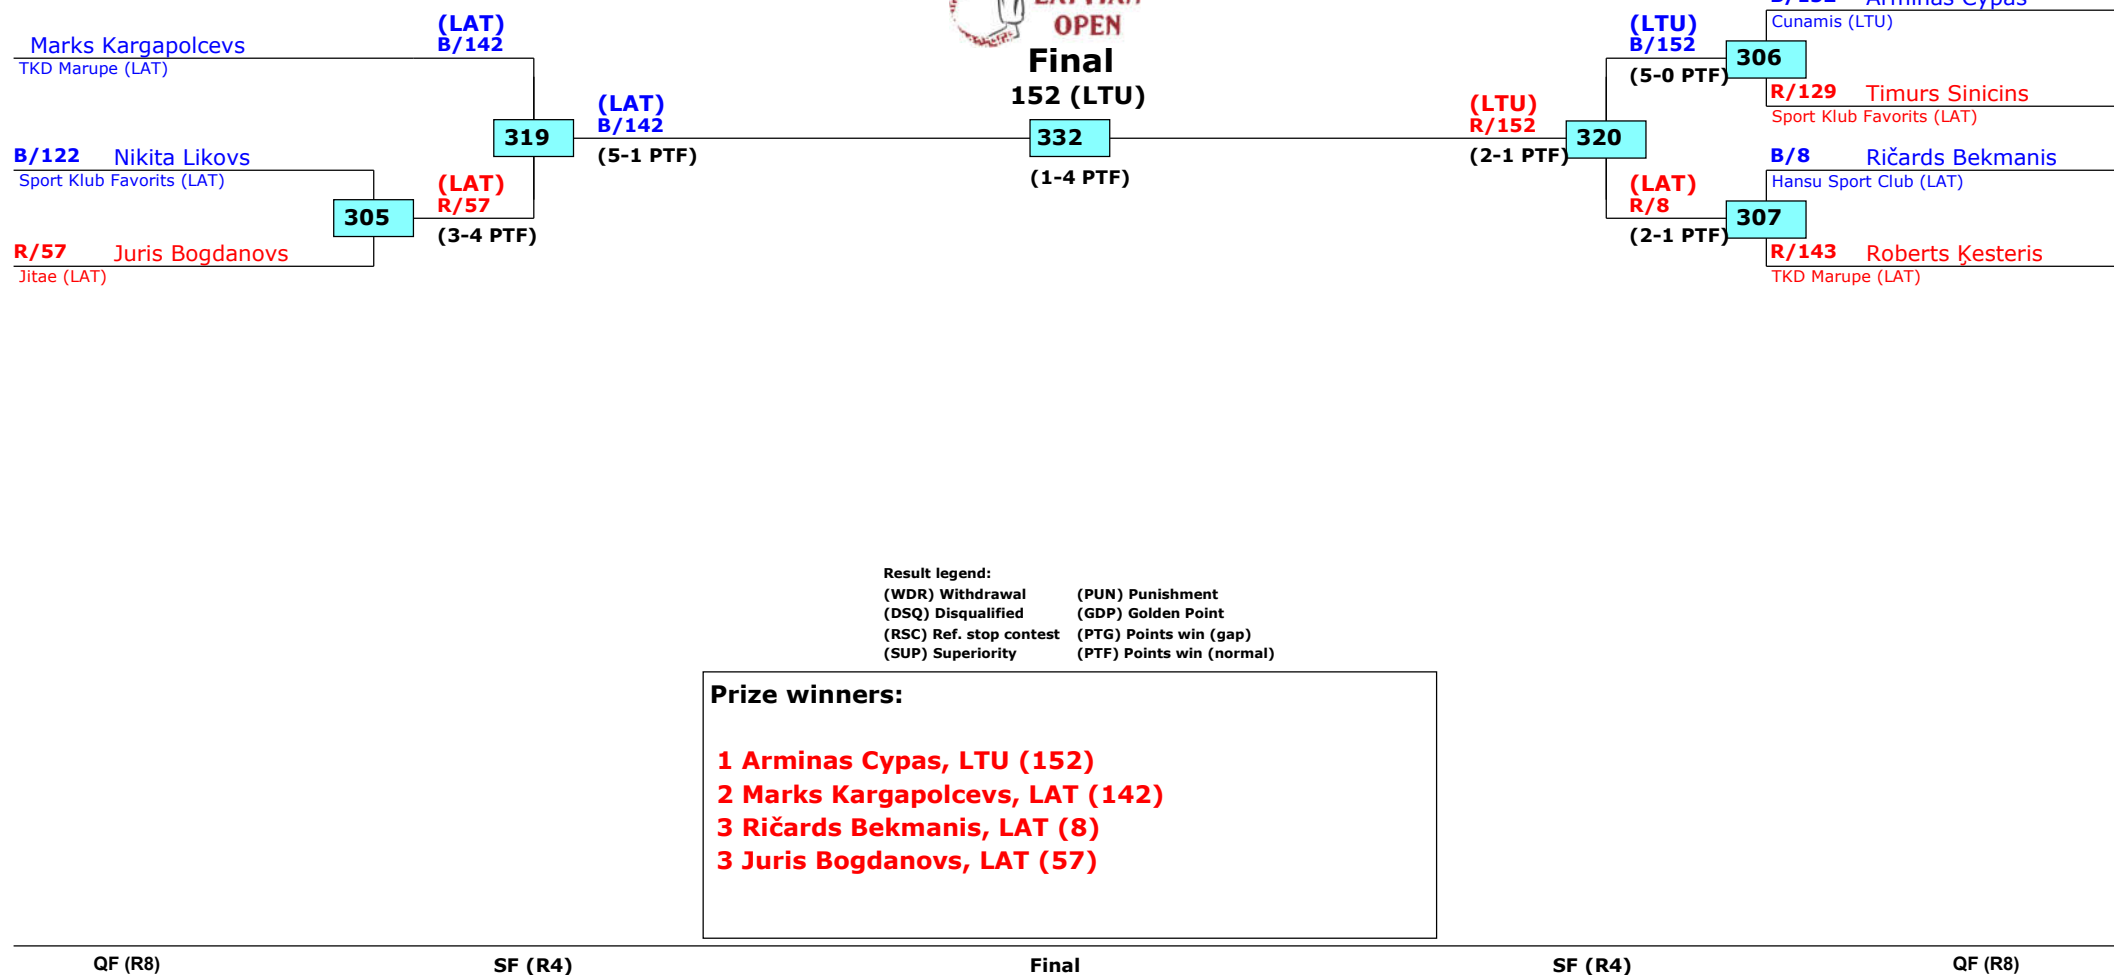 LATVIAN
OPEN
Final
152 (LTU)
332
(1-4 PTF)
(LAT)
B/142
Marks Kargapolcevs
TKD Marupe (LAT)
319
(LAT)
B/142
(5-1 PTF)
B/122 Nikita Likovs
Sport Klub Favorits (LAT)
305
(LAT)
R/57
(3-4 PTF)
R/57 Juris Bogdanovs
Jitae (LAT)
(LTU)
R/152
(2-1 PTF)
320
(LTU)
B/152
(5-0 PTF)
306
B/152 Arminas Cypas
Cunamis (LTU)
R/129 Timurs Sinicins
Sport Klub Favorits (LAT)
(LAT)
R/8
(2-1 PTF)
307
B/8 Ričards Bekmanis
Hansu Sport Club (LAT)
R/143 Roberts Ķesteris
TKD Marupe (LAT)
Result legend:
(WDR) Withdrawal (PUN) Punishment
(DSQ) Disqualified (GDP) Golden Point
(RSC) Ref. stop contest (PTG) Points win (gap)
(SUP) Superiority (PTF) Points win (normal)
Prize winners:
1 Arminas Cypas, LTU (152)
2 Marks Kargapolcevs, LAT (142)
3 Ričards Bekmanis, LAT (8)
3 Juris Bogdanovs, LAT (57)
QF (R8) SF (R4) Final SF (R4) QF (R8)